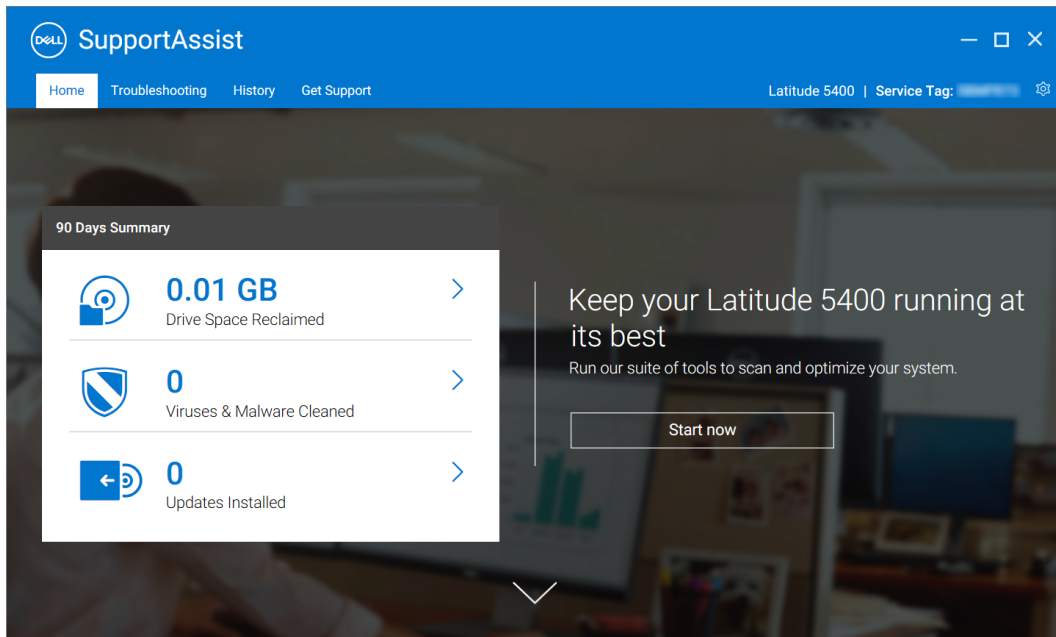 DELL SupportAssist
Home Troubleshooting History Get Support Latitude 5400 | Service Tag:
90 Days Summary
0.01 GB
Drive Space Reclaimed
0
Viruses & Malware Cleaned
0
Updates Installed
Keep your Latitude 5400 running at
its best
Run our suite of tools to scan and optimize your system.
Start now